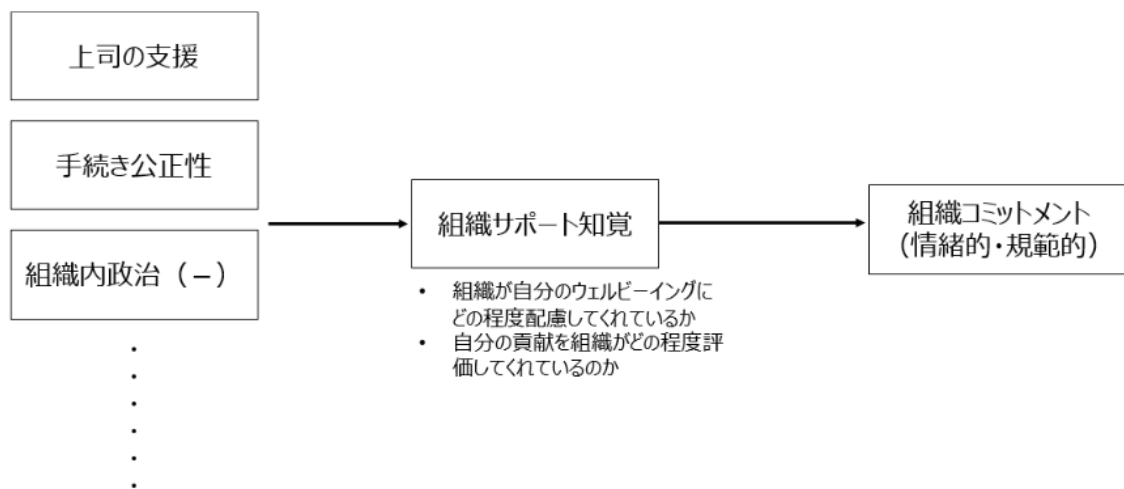 上司の支援
手続き公正性
組織内政治（－）
・
・
・
・
・
・
組織サポート知覚
• 組織が自分のウェルビーイングに
どの程度配慮してくれているか
• 自分の貢献を組織がどの程度評
価してくれているのか
組織コミットメント
（情緒的・規範的）